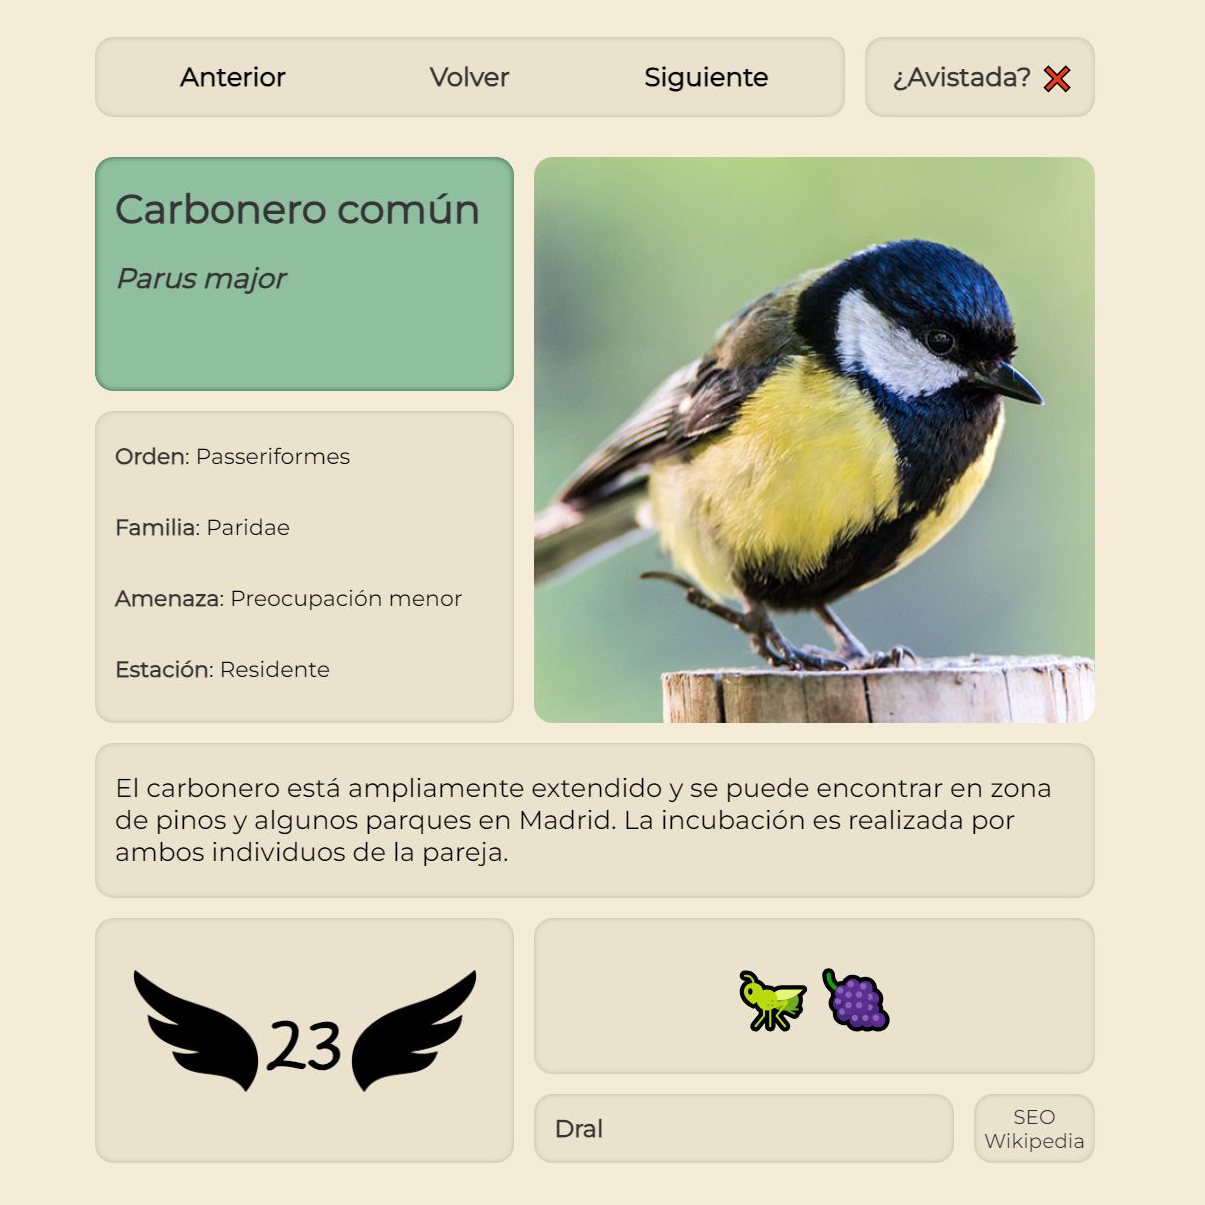 Anterior Volver Siguiente ¿Avistada?
Carbonero común
Parus major
Orden: Passeriformes
Familia: Paridae
Amenaza: Preocupación menor
Estación: Residente
El carbonero está ampliamente extendido y se puede encontrar en zona
de pinos y algunos parques en Madrid. La incubación es realizada por
ambos individuos de la pareja.
23
Dral
SEO
Wikipedia